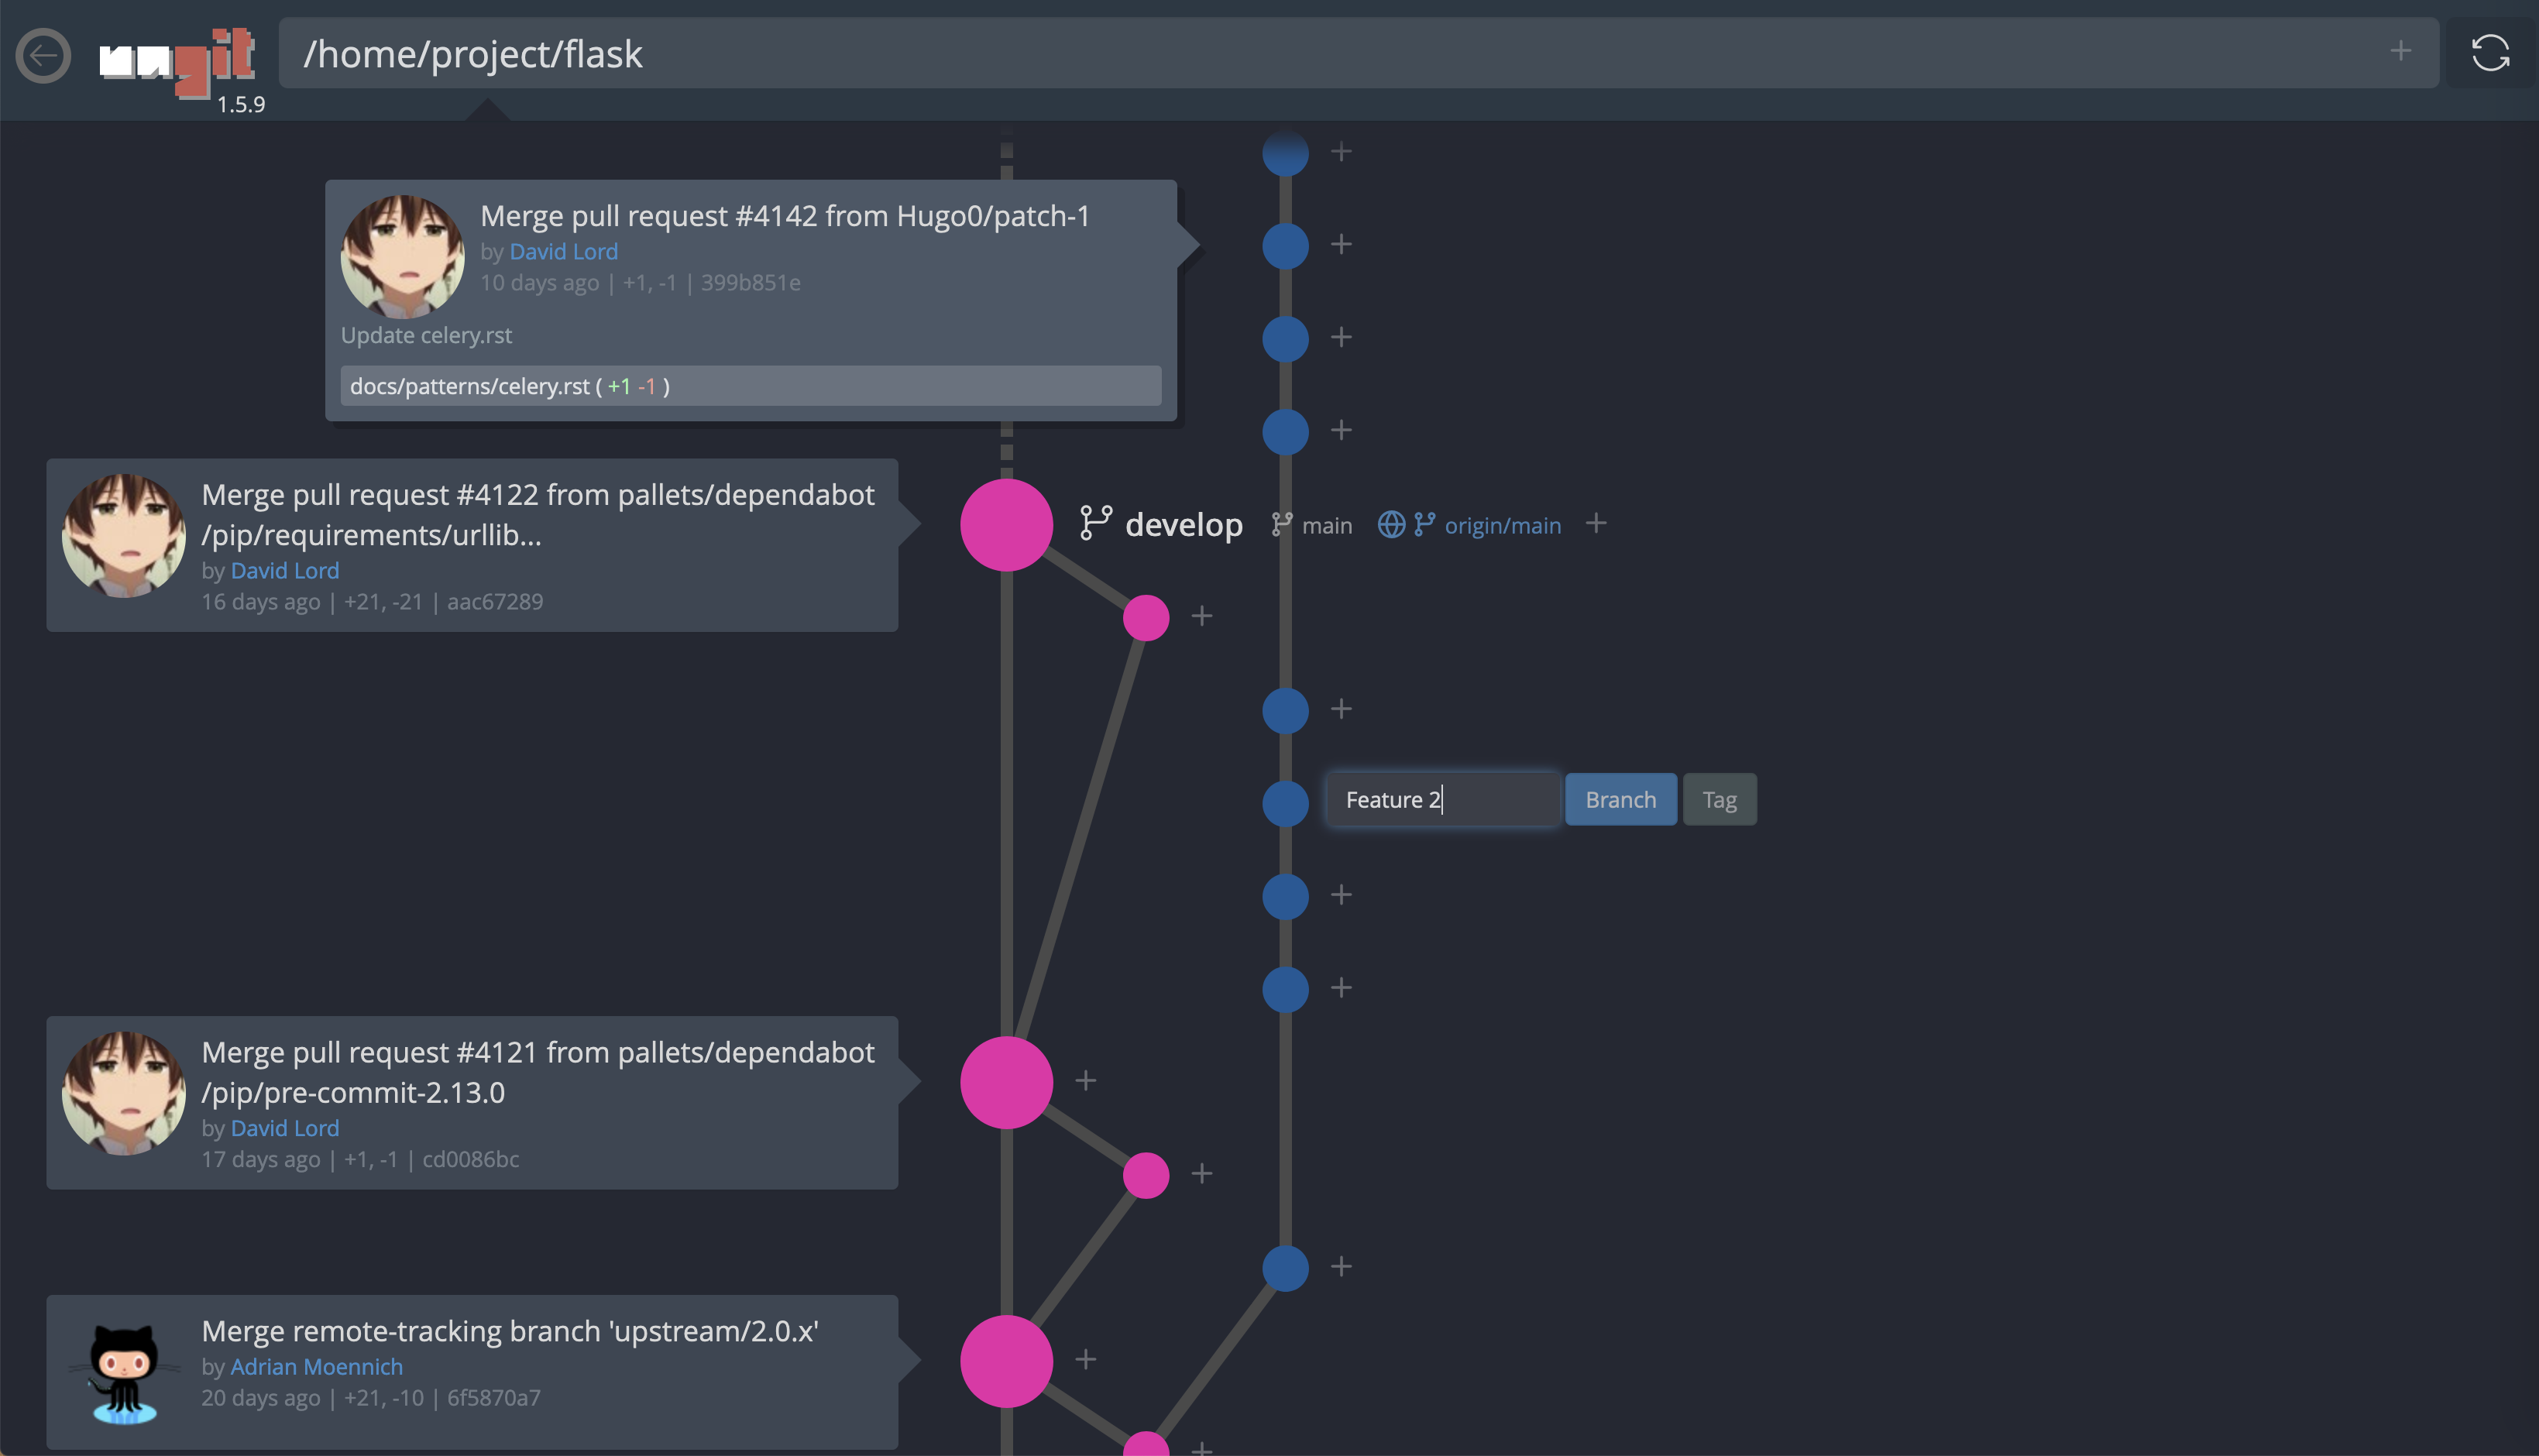 ungit
1.5.9
/home/project/flask
Merge pull request #4142 from Hugo0/patch-1
by David Lord
10 days ago | +1, -1 | 399b851e
Update celery.rst
docs/patterns/celery.rst ( +1 -1 )
Merge pull request #4122 from pallets/dependabot
/pip/requirements/urllib...
by David Lord
16 days ago | +21, -21 | aac67289
develop main origin/main +
Feature 2 Branch Tag
Merge pull request #4121 from pallets/dependabot
/pip/pre-commit-2.13.0
by David Lord
17 days ago | +1, -1 | cd0086bc
Merge remote-tracking branch 'upstream/2.0.x'
by Adrian Moennich
20 days ago | +21, -10 | 6f5870a7